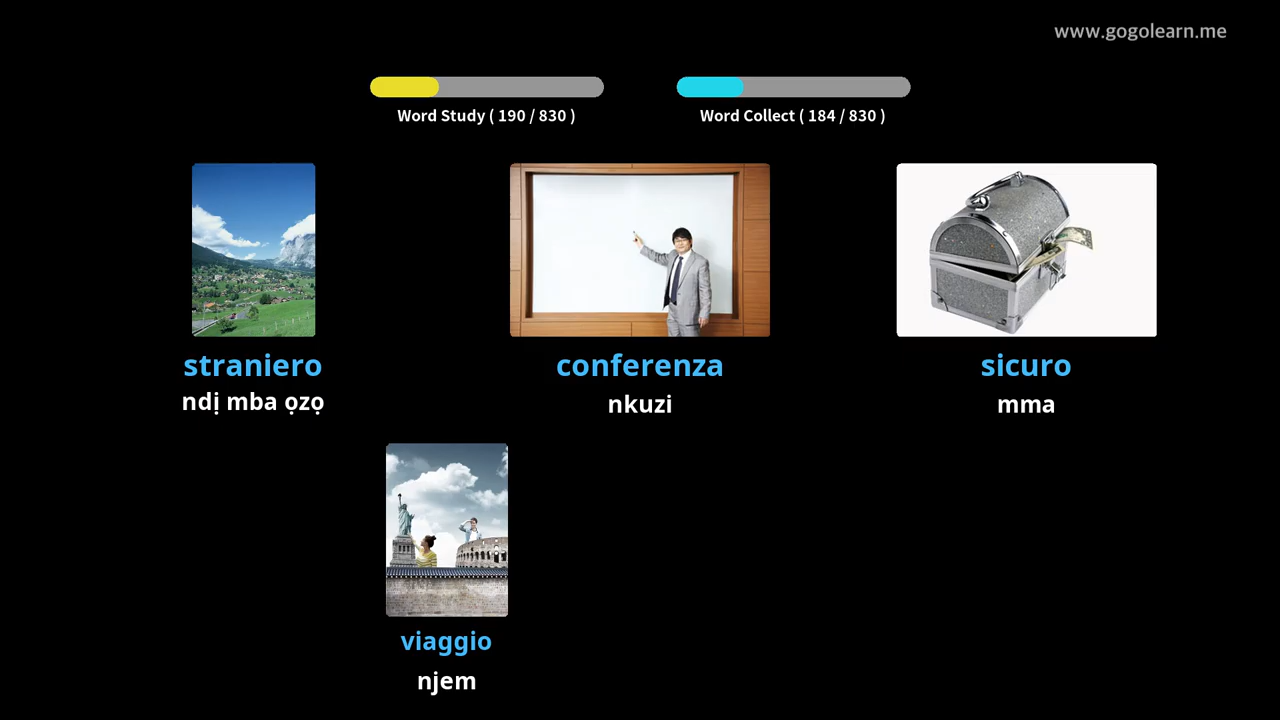 www.gogolearn.me
Word Study ( 190 / 830 )
Word Collect ( 184 / 830 )
straniero
ndị mba ọzọ
conferenza
nkuzi
sicuro
mma
viaggio
njem